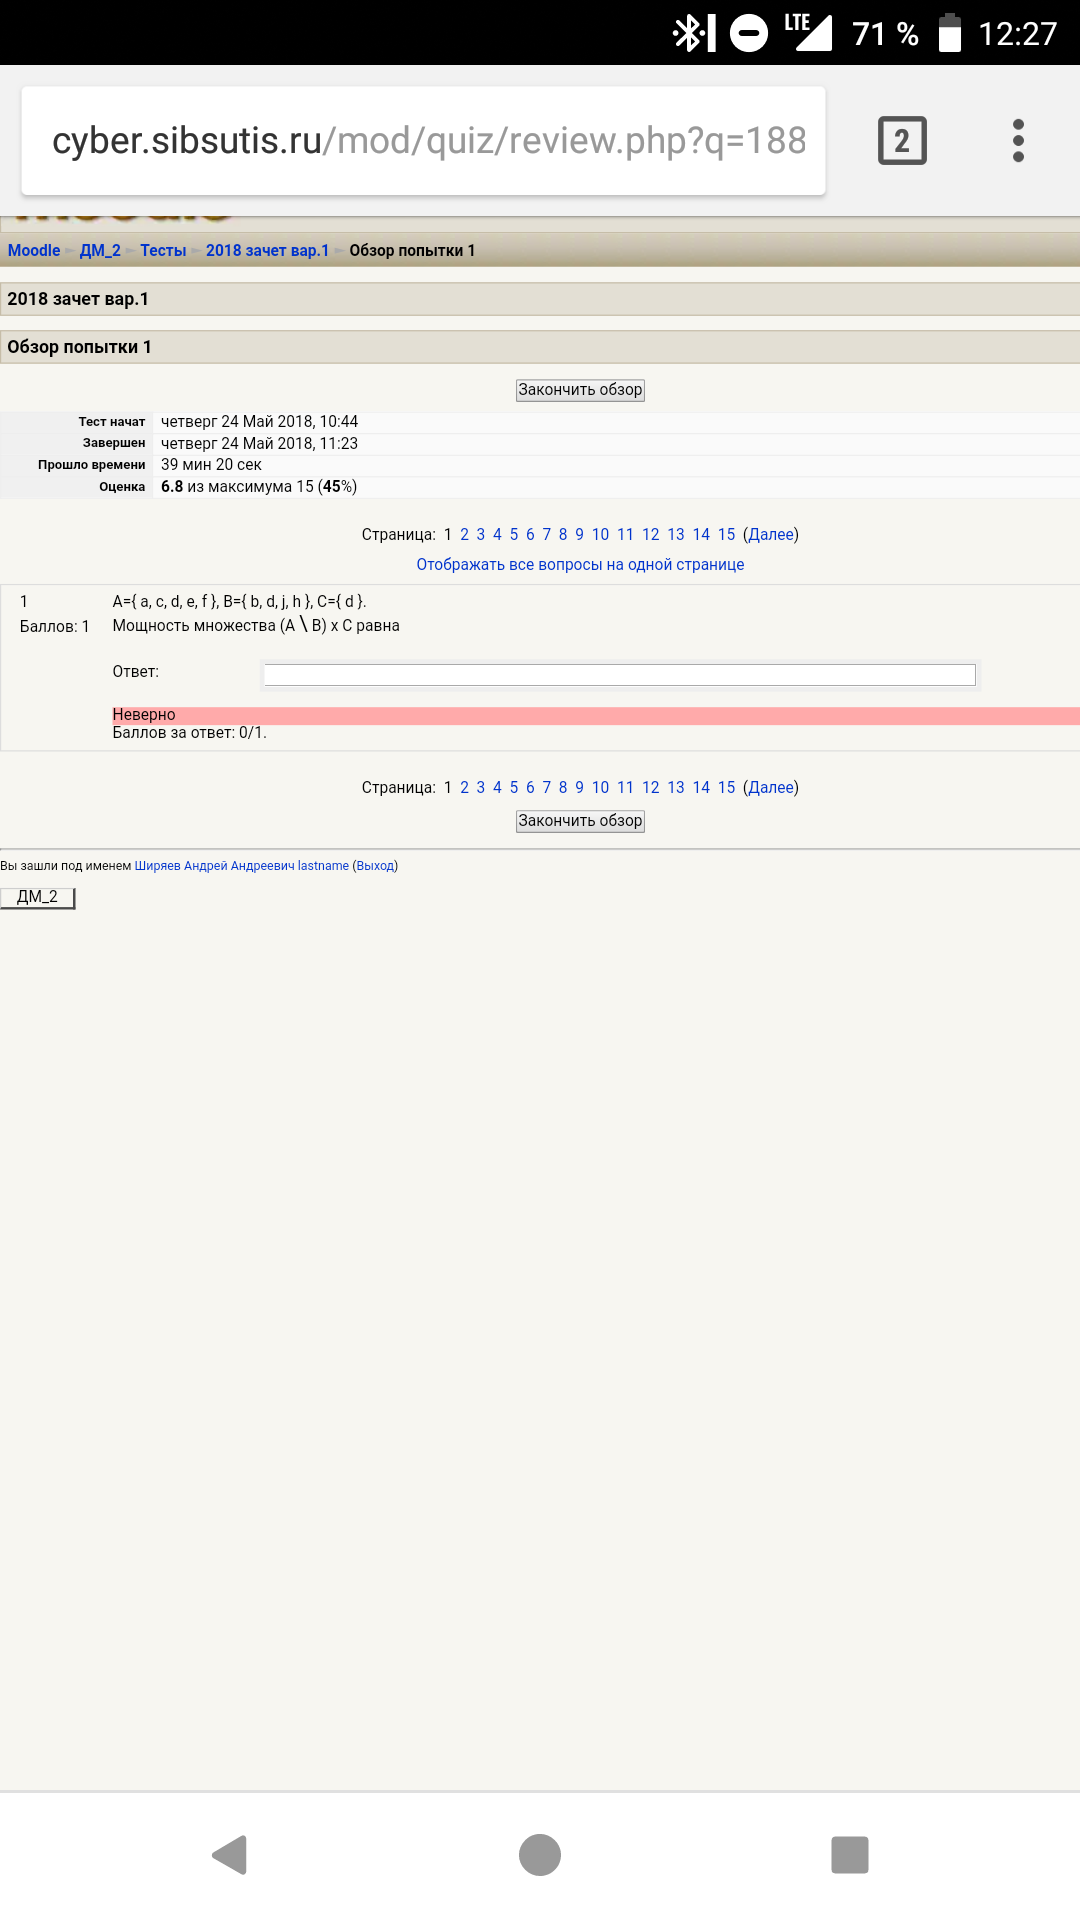 LTE 71 % 12:27
cyber.sibsutis.ru/mod/quiz/review.php?q=188
2
Moodle ► ДМ_2 ► Тесты ► 2018 зачет вар.1 ► Обзор попытки 1
2018 зачет вар.1
Обзор попытки 1
Закончить обзор
Тест начат четверг 24 Май 2018, 10:44
Завершен четверг 24 Май 2018, 11:23
Прошло времени 39 мин 20 сек
Оценка 6.8 из максимума 15 (45%)
Страница: 1 2 3 4 5 6 7 8 9 10 11 12 13 14 15 (Далее)
Отображать все вопросы на одной странице
1 A={ a, c, d, e, f }, B={ b, d, j, h }, C={ d }.
Баллов: 1 Мощность множества (A \ B) x C равна
Ответ:
Неверно
Баллов за ответ: 0/1.
Страница: 1 2 3 4 5 6 7 8 9 10 11 12 13 14 15 (Далее)
Закончить обзор
Вы зашли под именем Ширяев Андрей Андреевич lastname (Выход)
ДМ_2